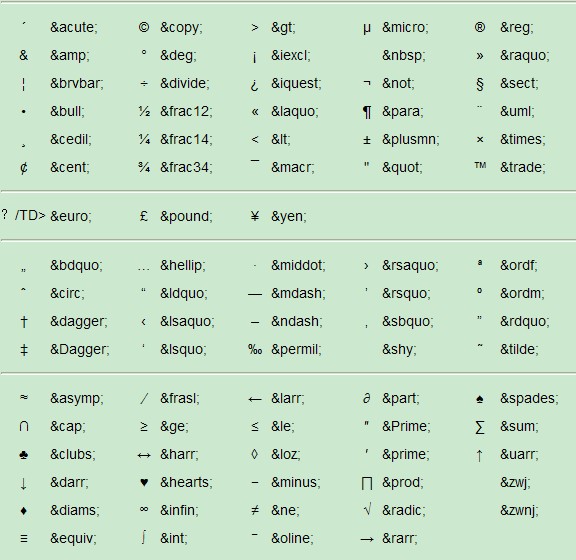 ´ &acute; © &copy; > &gt; µ &micro; ® &reg;
& &amp; ° &deg; ¡ &iexcl; &nbsp; » &raquo;
¦ &brvbar; ÷ &divide; ¿ &iquest; ¬ &not; § &sect;
• &bull; ½ &frac12; « &laquo; ¶ &para; ¨ &uml;
¸ &cedil; ¼ &frac14; < &lt; ± &plusmn; × &times;
¢ &cent; ¾ &frac34; ¯ &macr; " &quot; ™ &trade;
? /TD> &euro; £ &pound; ¥ &yen;
„ &bdquo; … &hellip; · &middot; › &rsaquo; ª &ordf;
ˆ &circ; “ &ldquo; — &mdash; ’ &rsquo; º &ordm;
† &dagger; ‹ &lsaquo; – &ndash; ‚ &sbquo; ” &rdquo;
‡ &Dagger; ‘ &lsquo; ‰ &permil; &shy; ˜ &tilde;
≈ &asymp; ⁄ &frasl; ← &larr; ∂ &part; ♠ &spades;
∩ &cap; ≥ &ge; ≤ &le; ″ &Prime; ∑ &sum;
♣ &clubs; ↔ &harr; ◊ &loz; ′ &prime; ↑ &uarr;
↓ &darr; ♥ &hearts; − &minus; ∏ &prod; &zwj;
♦ &diams; ∞ &infin; ≠ &ne; √ &radic; &zwnj;
≡ &equiv; ∫ &int; ‾ &oline; → &rarr;